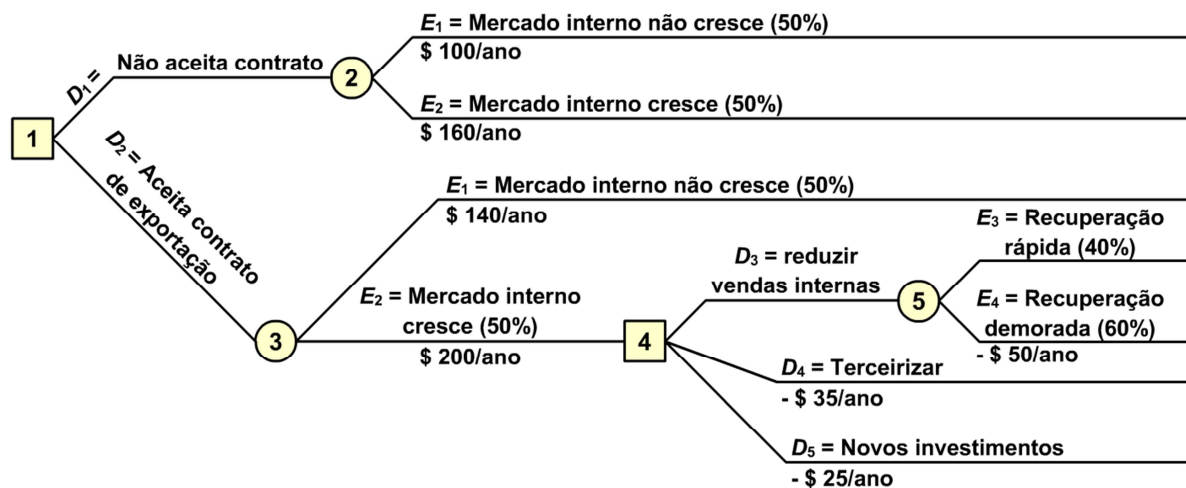 E₁ = Mercado interno não cresce (50%)
$ 100/ano
D₁ =
Não aceita contrato
2
E₂ = Mercado interno cresce (50%)
$ 160/ano
1
D₂ = Aceita contrato
de exportação
E₁ = Mercado interno não cresce (50%)
$ 140/ano
E₃ = Recuperação
rápida (40%)
D₃ = reduzir
vendas internas
5
E₄ = Recuperação
demorada (60%)
- $ 50/ano
E₂ = Mercado interno
cresce (50%)
$ 200/ano
3
4
D₄ = Terceirizar
- $ 35/ano
D₅ = Novos investimentos
- $ 25/ano